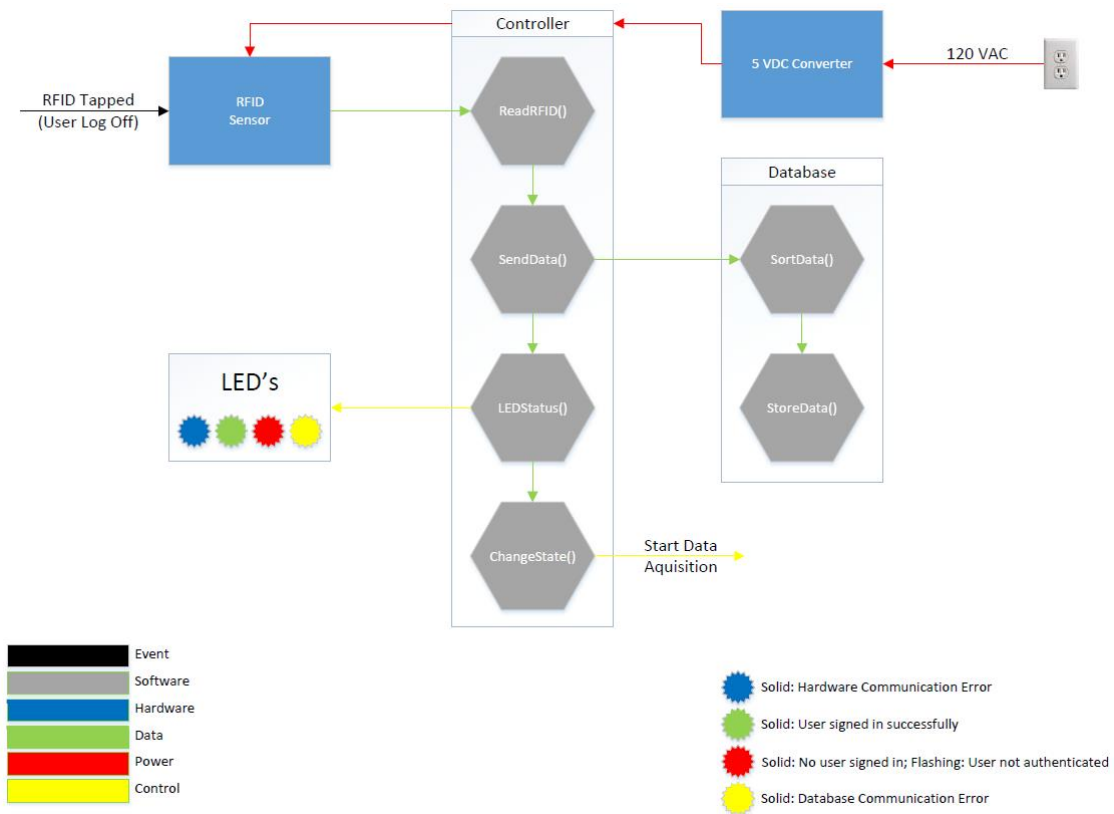 Controller
RFID Tapped
(User Log Off)
RFID
Sensor
ReadRFID()
5 VDC Converter
120 VAC
Database
SendData()
SortData()
LED's
LEDStatus()
StoreData()
ChangeState()
Start Data
Aquisition
Event
Software
Hardware
Data
Power
Control
Solid: Hardware Communication Error
Solid: User signed in successfully
Solid: No user signed in; Flashing: User not authenticated
Solid: Database Communication Error